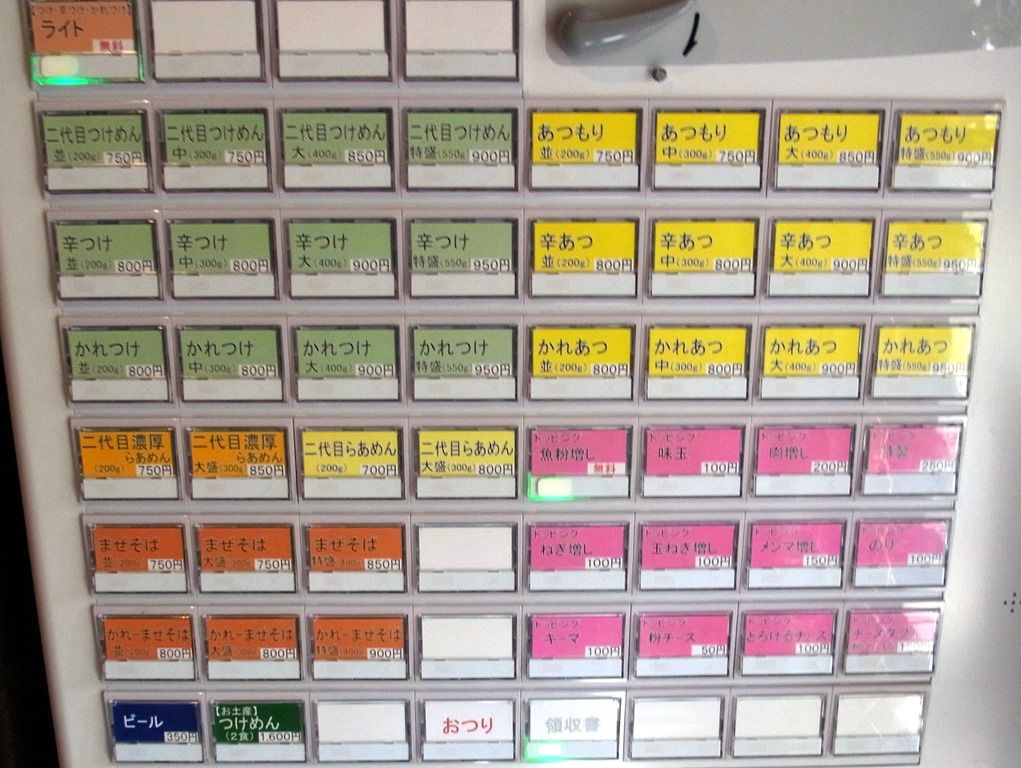 【つけ・辛つけ・かれつけ】
ライト
無料
二代目つけめん
並(200g) 750円
二代目つけめん
中(300g) 750円
二代目つけめん
大(400g) 850円
二代目つけめん
特盛(550g) 900円
あつもり
並(200g) 750円
あつもり
中(300g) 750円
あつもり
大(400g) 850円
あつもり
特盛(550g) 900円
辛つけ
並(200g) 800円
辛つけ
中(300g) 800円
辛つけ
大(400g) 900円
辛つけ
特盛(550g) 950円
辛あつ
並(200g) 800円
辛あつ
中(300g) 800円
辛あつ
大(400g) 900円
辛あつ
特盛(550g) 950円
かれつけ
並(200g) 800円
かれつけ
中(300g) 800円
かれつけ
大(400g) 900円
かれつけ
特盛(550g) 950円
かれあつ
並(200g) 800円
かれあつ
中(300g) 800円
かれあつ
大(400g) 900円
かれあつ
特盛(550g) 950円
二代目濃厚
らあめん
(200g) 750円
二代目濃厚
らあめん
大盛(300g) 850円
二代目らあめん
(200g) 700円
二代目らあめん
大盛(300g) 800円
トッピング
魚粉増し
無料
トッピング
味玉
100円
トッピング
肉増し
200円
トッピング
特製
250円
まぜそば
並(200g) 750円
まぜそば
大盛(300g) 750円
まぜそば
特盛(400g) 850円
トッピング
ねぎ増し
100円
トッピング
玉ねぎ増し
100円
トッピング
メンマ増し
150円
トッピング
のり
100円
かれーまぜそば
並(200g) 800円
かれーまぜそば
大盛(300g) 800円
かれーまぜそば
特盛(400g) 900円
トッピング
キーマ
100円
トッピング
粉チーズ
50円
トッピング
とろけるチーズ
100円
トッピング
チーズダブル
ビール
350円
【お土産】
つけめん
(2食) 1,600円
おつり
領収書